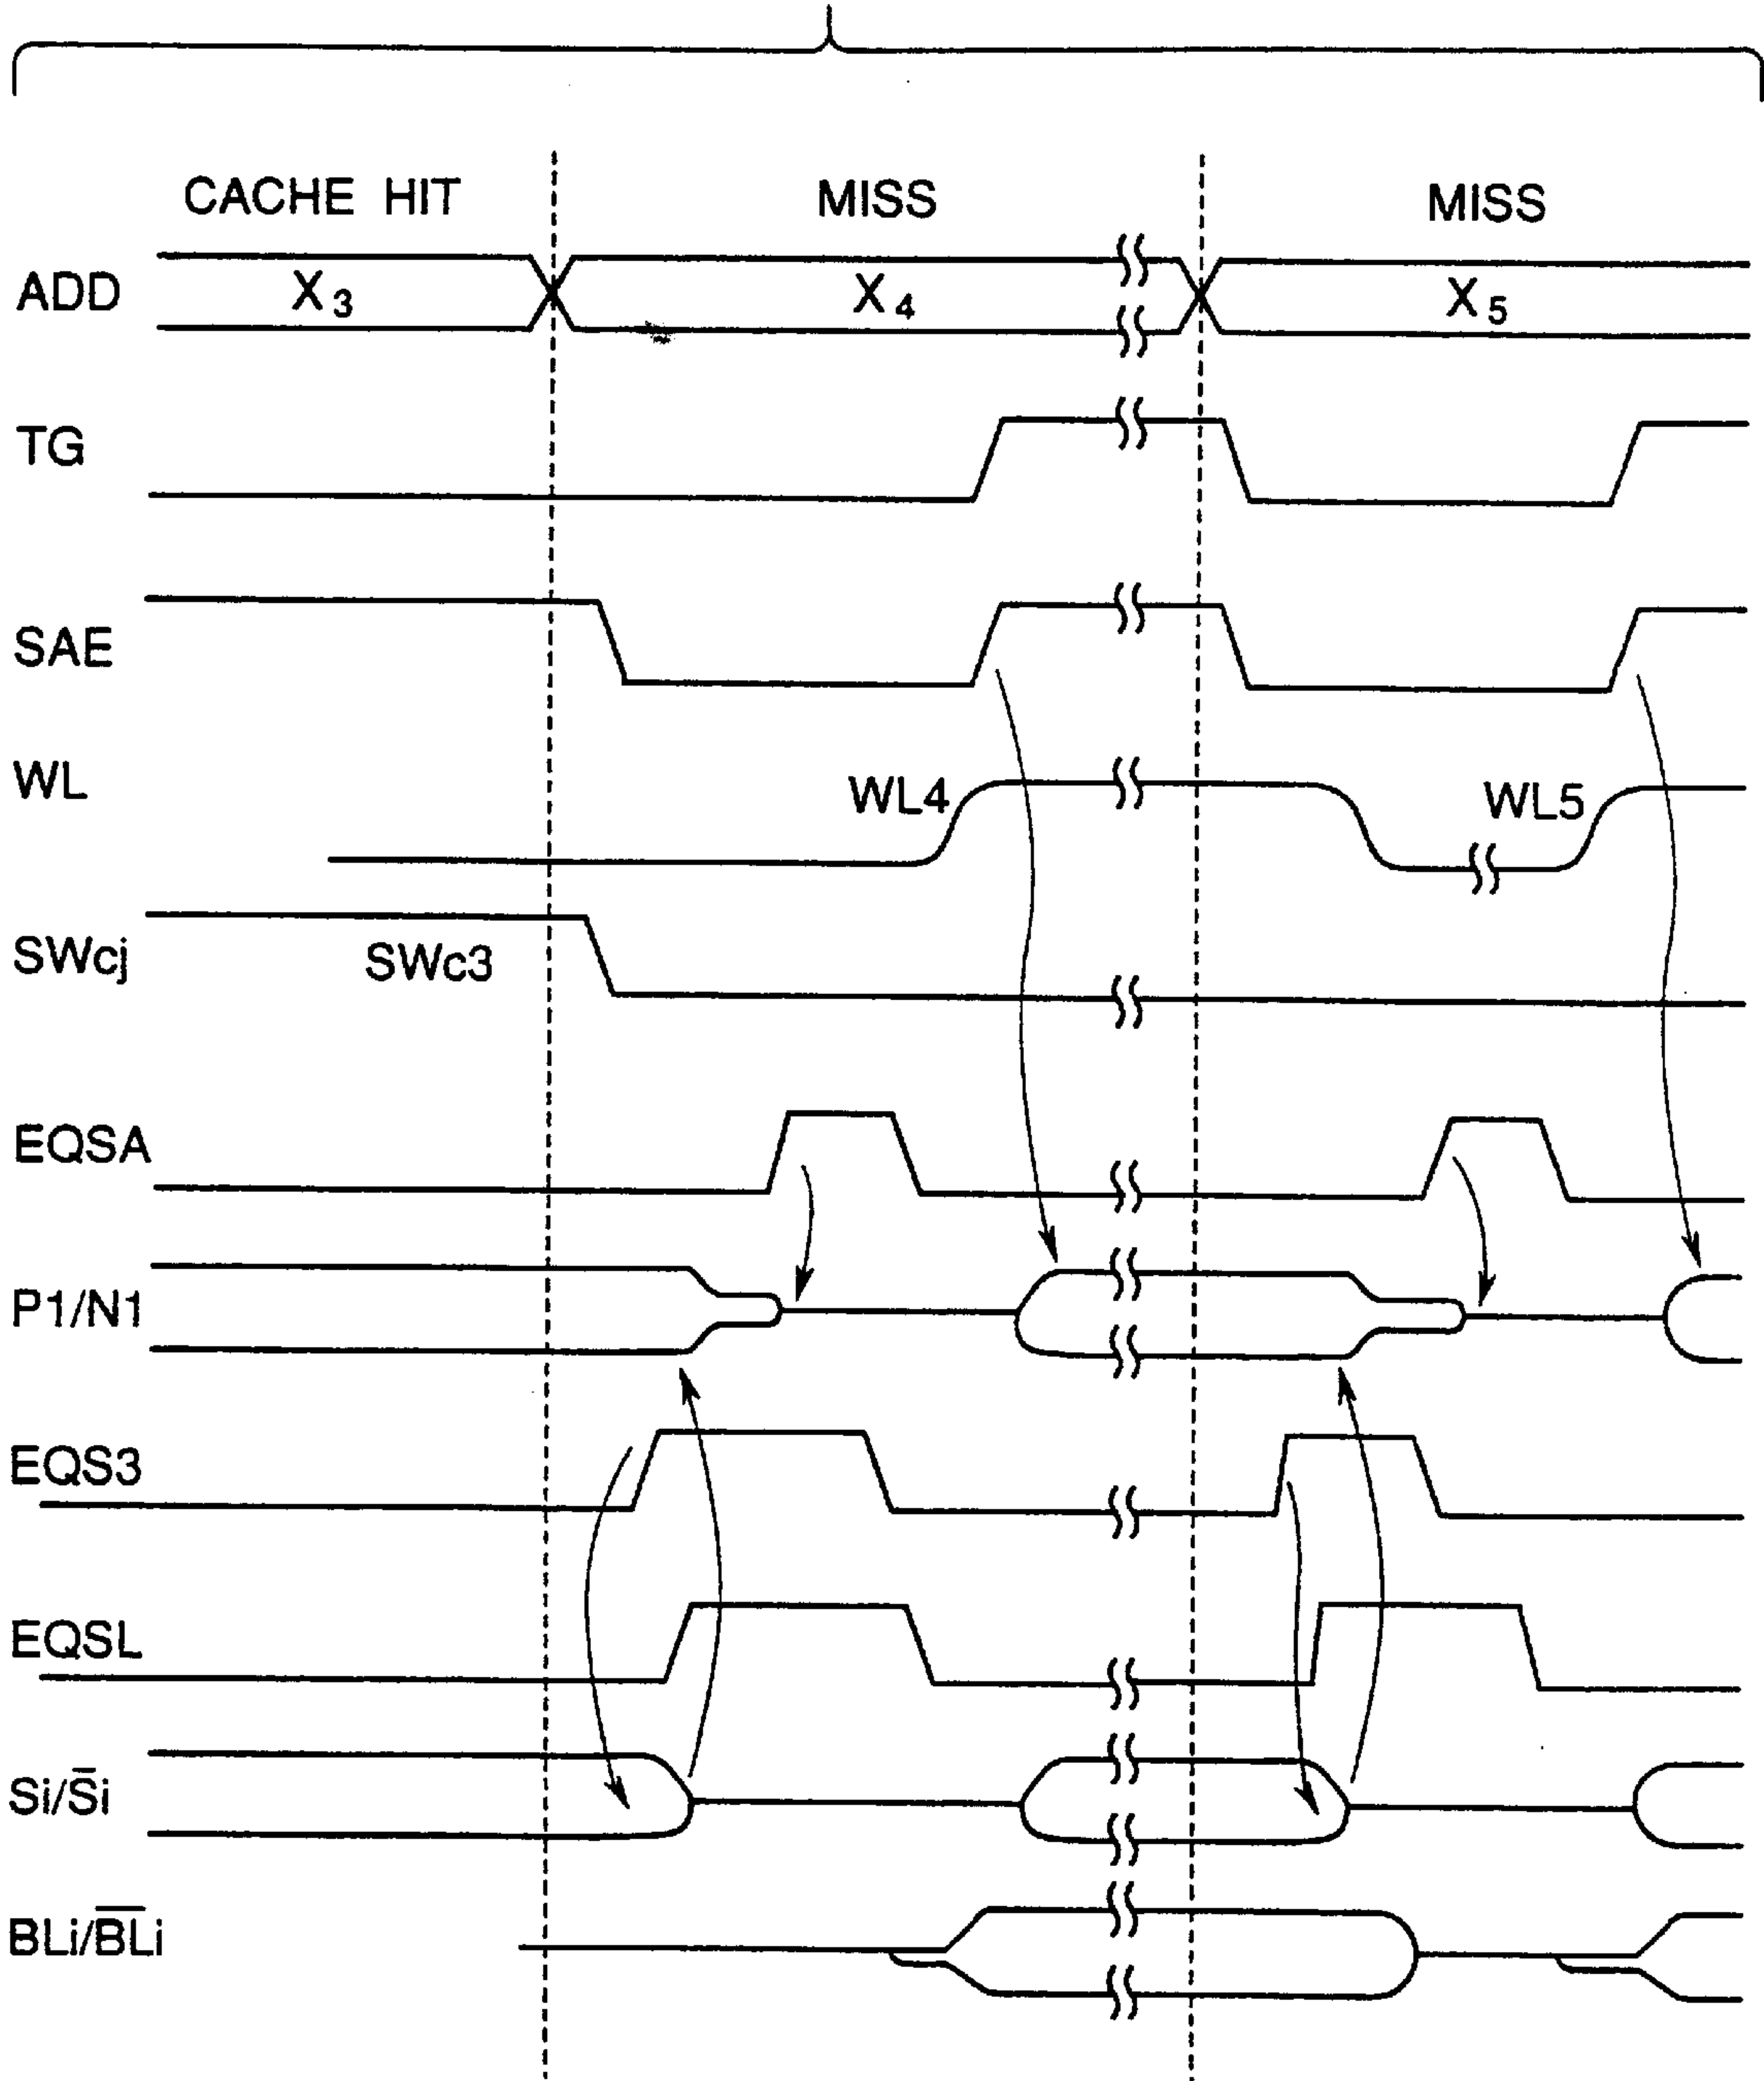 CACHE HIT MISS MISS
ADD X3 X4 X5
TG
SAE
WL WL4 WL5
SWcj SWc3
EQSA
P1/N1
EQS3
EQSL
Si/S̄i
BLi/B̅L̅i